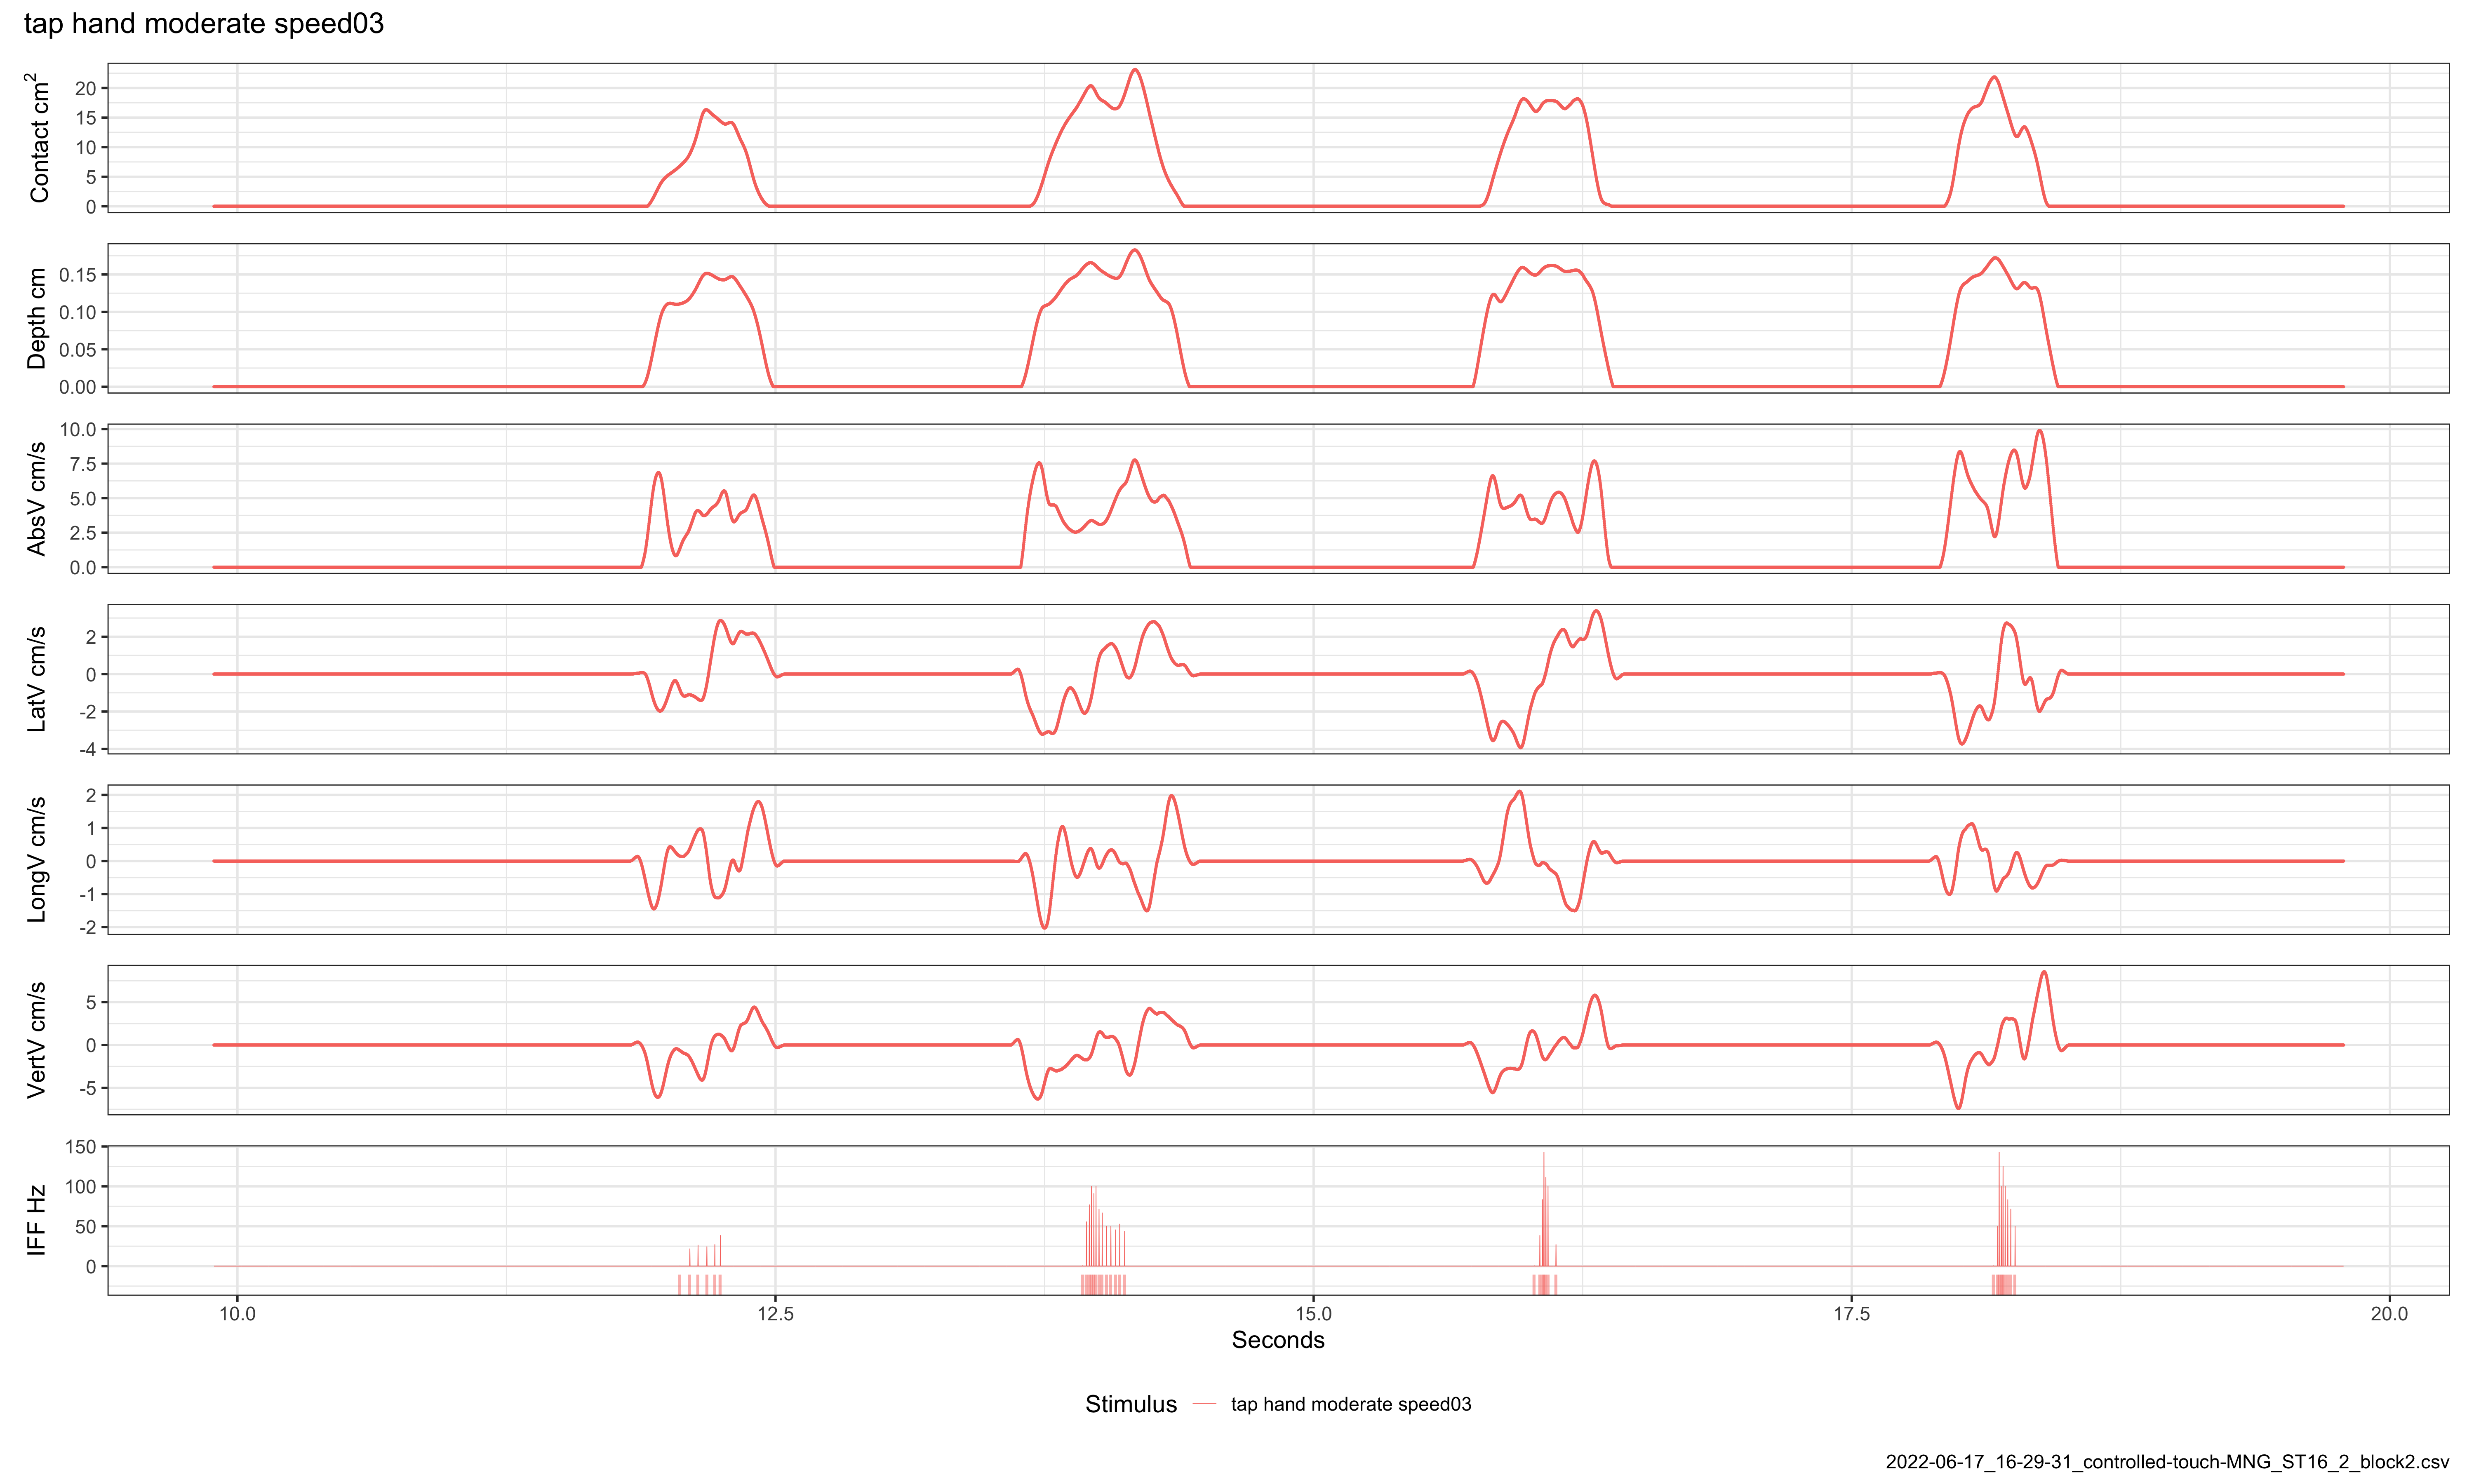 tap hand moderate speed03
Contact cm²
20
15
10
5
0
Depth cm
0.15
0.10
0.05
0.00
AbsV cm/s
10.0
7.5
5.0
2.5
0.0
LatV cm/s
2
0
-2
-4
LongV cm/s
2
1
0
-1
-2
VertV cm/s
5
0
-5
IFF Hz
150
100
50
0
10.0 12.5 15.0 17.5 20.0
Seconds
Stimulus tap hand moderate speed03
2022-06-17_16-29-31_controlled-touch-MNG_ST16_2_block2.csv